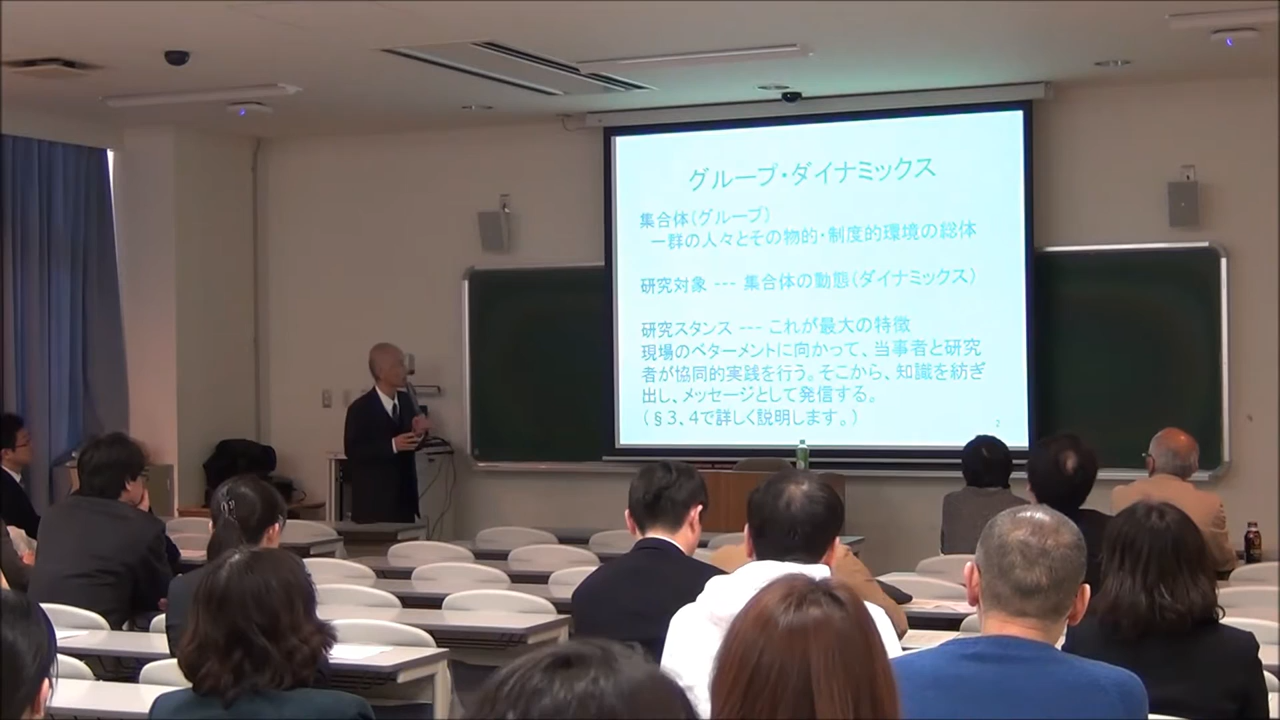 グループ・ダイナミックス
集合体(グループ)
一群の人々とその物的・制度的環境の総体
研究対象 --- 集合体の動態(ダイナミックス)
研究スタンス --- これが最大の特徴
現場のベターメントに向かって、当事者と研究
者が協同的実践を行う。そこから、知識を紡ぎ
出し、メッセージとして発信する。
(§3、4で詳しく説明します。)
2